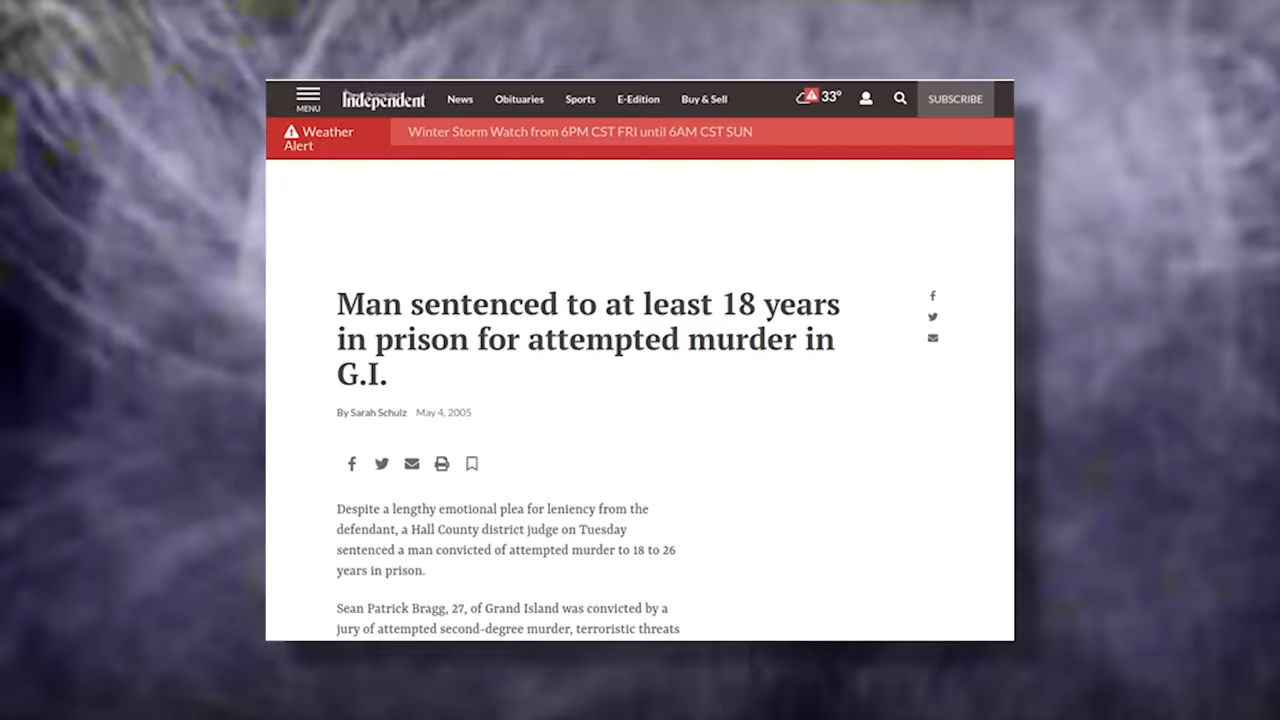 MENU
Independent
News
Obituaries
Sports
E-Edition
Buy & Sell
33°
SUBSCRIBE
Weather
Alert
Winter Storm Watch from 6PM CST FRI until 6AM CST SUN
Man sentenced to at least 18 years
in prison for attempted murder in
G.I.
By Sarah Schulz May 4, 2005
Despite a lengthy emotional plea for leniency from the
defendant, a Hall County district judge on Tuesday
sentenced a man convicted of attempted murder to 18 to 26
years in prison.
Sean Patrick Bragg, 27, of Grand Island was convicted by a
jury of attempted second-degree murder, terroristic threats